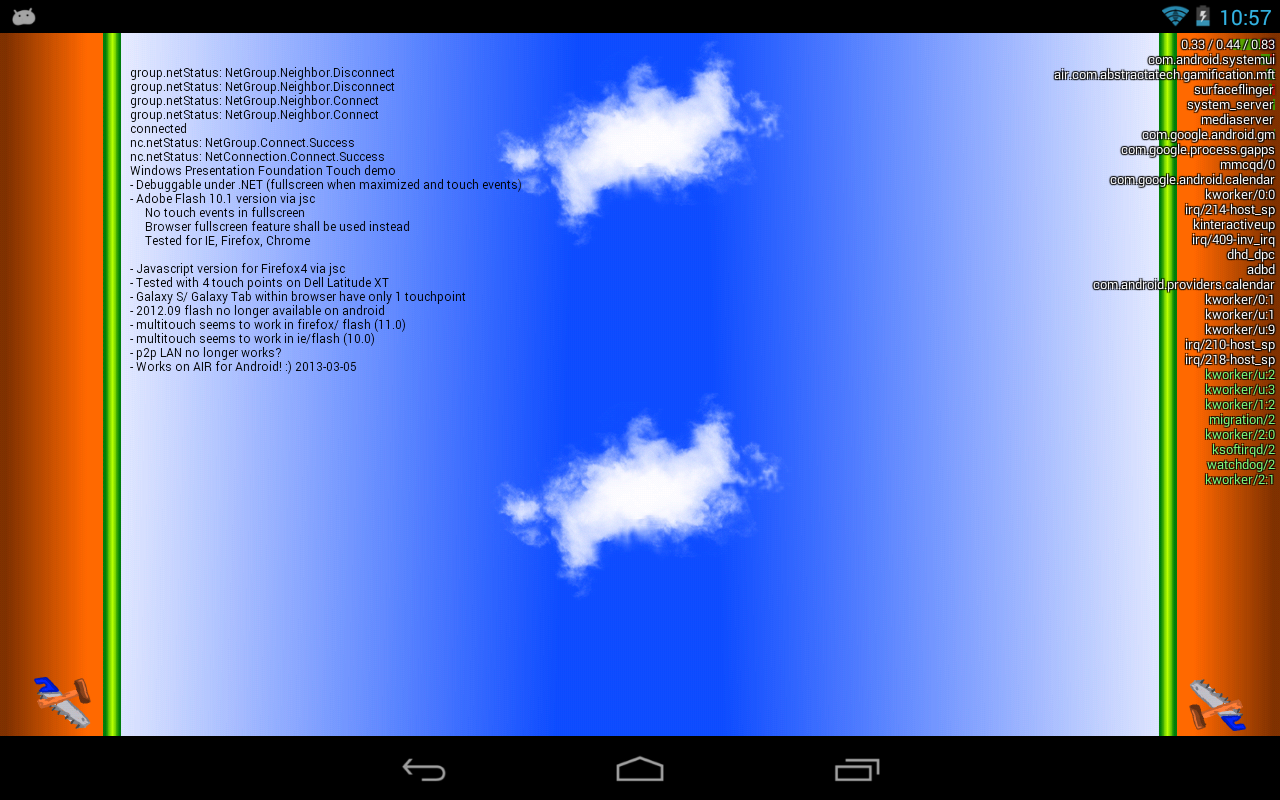 10:57
group.netStatus: NetGroup.Neighbor.Disconnect
group.netStatus: NetGroup.Neighbor.Disconnect
group.netStatus: NetGroup.Neighbor.Connect
group.netStatus: NetGroup.Neighbor.Connect
connected
nc.netStatus: NetGroup.Connect.Success
nc.netStatus: NetConnection.Connect.Success
Windows Presentation Foundation Touch demo
- Debuggable under .NET (fullscreen when maximized and touch events)
- Adobe Flash 10.1 version via jsc
No touch events in fullscreen
Browser fullscreen feature shall be used instead
Tested for IE, Firefox, Chrome
- Javascript version for Firefox4 via jsc
- Tested with 4 touch points on Dell Latitude XT
- Galaxy S/ Galaxy Tab within browser have only 1 touchpoint
- 2012.09 flash no longer available on android
- multitouch seems to work in firefox/ flash (11.0)
- multitouch seems to work in ie/flash (10.0)
- p2p LAN no longer works?
- Works on AIR for Android! :) 2013-03-05
0.33 / 0.44 / 0.83
com.android.systemui
air.com.abstractatech.gamification.mft
surfaceflinger
system_server
mediaserver
com.google.android.gm
com.google.process.gapps
mmcqd/0
com.google.android.calendar
kworker/0:0
irq/214-host_sp
kinteractiveup
irq/409-inv_irq
dhd_dpc
adbd
com.android.providers.calendar
kworker/0:1
kworker/u:1
kworker/u:9
irq/210-host_sp
irq/218-host_sp
kworker/u:2
kworker/u:3
kworker/1:2
migration/2
kworker/2:0
ksoftirqd/2
watchdog/2
kworker/2:1